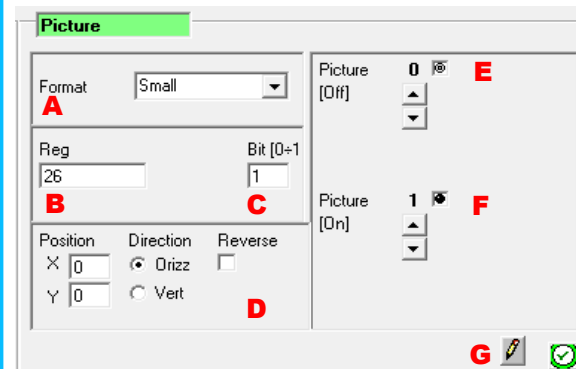 Picture
Format
Small
A
Reg
Bit [0÷1
26
1
B
C
Position
Direction
Reverse
X
0
Orizz
Y
0
Vert
D
Picture
0
E
[Off]
Picture
1
F
[On]
G